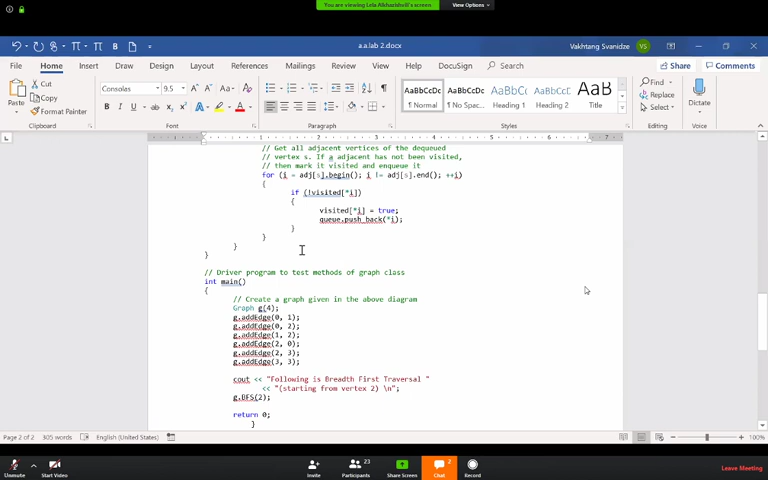 You are viewing Lela Alkhazishvili's screen
View Options
a.a.lab 2.docx
Vakhtang Svanidze
VS
File Home Insert Draw Design Layout References Mailings Review View Help DocuSign Search Share Comments
Paste
Cut
Copy
Format Painter
Clipboard
Consolas
9.5
Font
Paragraph
AaBbCcDc
¶ Normal
AaBbCcDc
¶ No Spac...
AaBbCc
Heading 1
AaBbCcC
Heading 2
AaB
Title
Styles
Find
Replace
Select
Editing
Dictate
Voice
// Get all adjacent vertices of the dequeued
// vertex s. If a adjacent has not been visited,
// then mark it visited and enqueue it
for (i = adj[s].begin(); i != adj[s].end(); ++i)
{
if (!visited[*i])
{
visited[*i] = true;
queue.push_back(*i);
}
}
}
}
// Driver program to test methods of graph class
int main()
{
// Create a graph given in the above diagram
Graph g(4);
g.addEdge(0, 1);
g.addEdge(0, 2);
g.addEdge(1, 2);
g.addEdge(2, 0);
g.addEdge(2, 3);
g.addEdge(3, 3);
cout << "Following is Breadth First Traversal "
<< "(starting from vertex 2) \n";
g.BFS(2);
return 0;
}
Page 2 of 2 305 words English (United States) 100%
Unmute
Start Video
Invite
Participants 23
Share Screen
Chat 2
Record
Leave Meeting